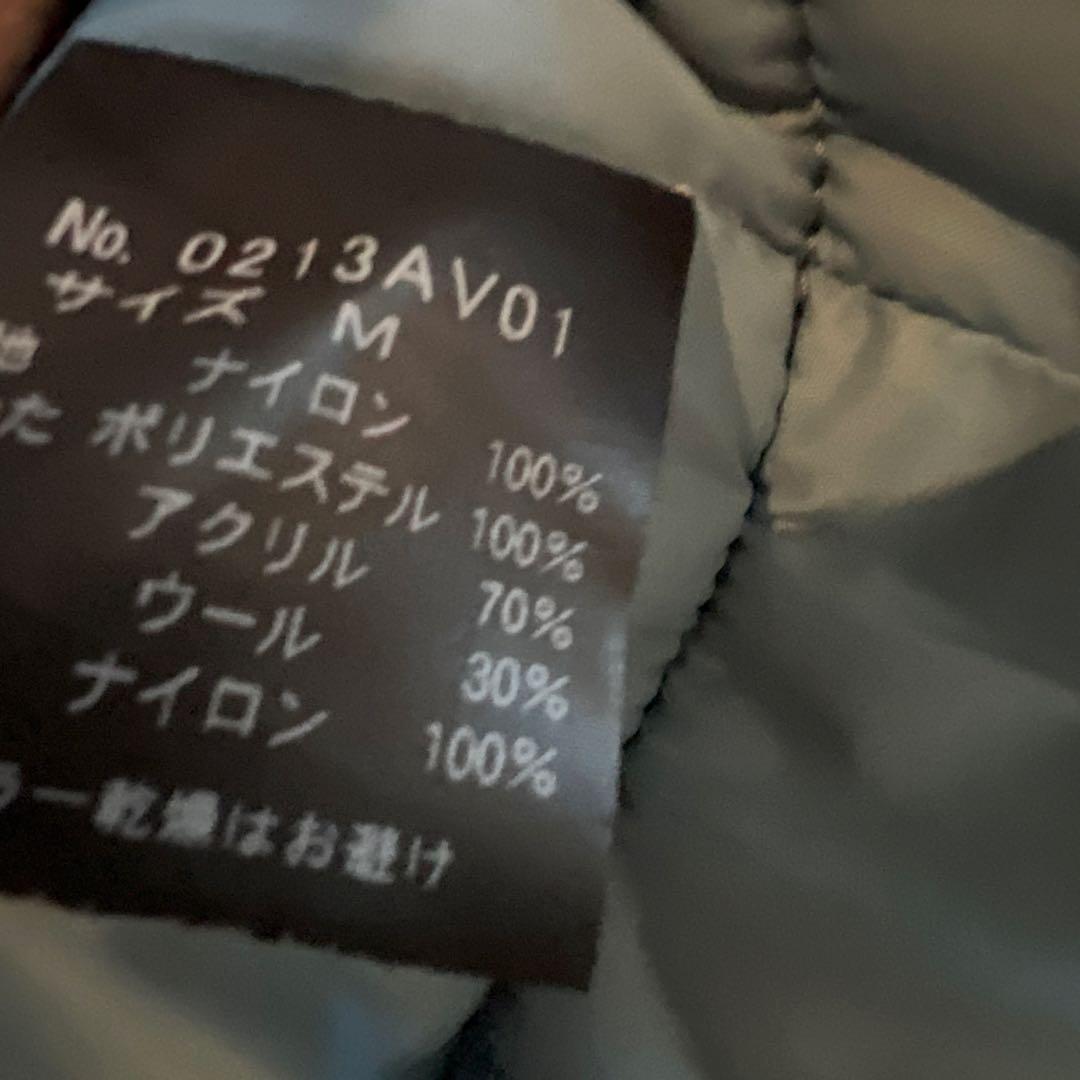 No. 0213AV01
サイズ M
地 ナイロン 100%
た ポリエステル 100%
アクリル 70%
ウール 30%
ナイロン 100%
ラー乾燥はお避け